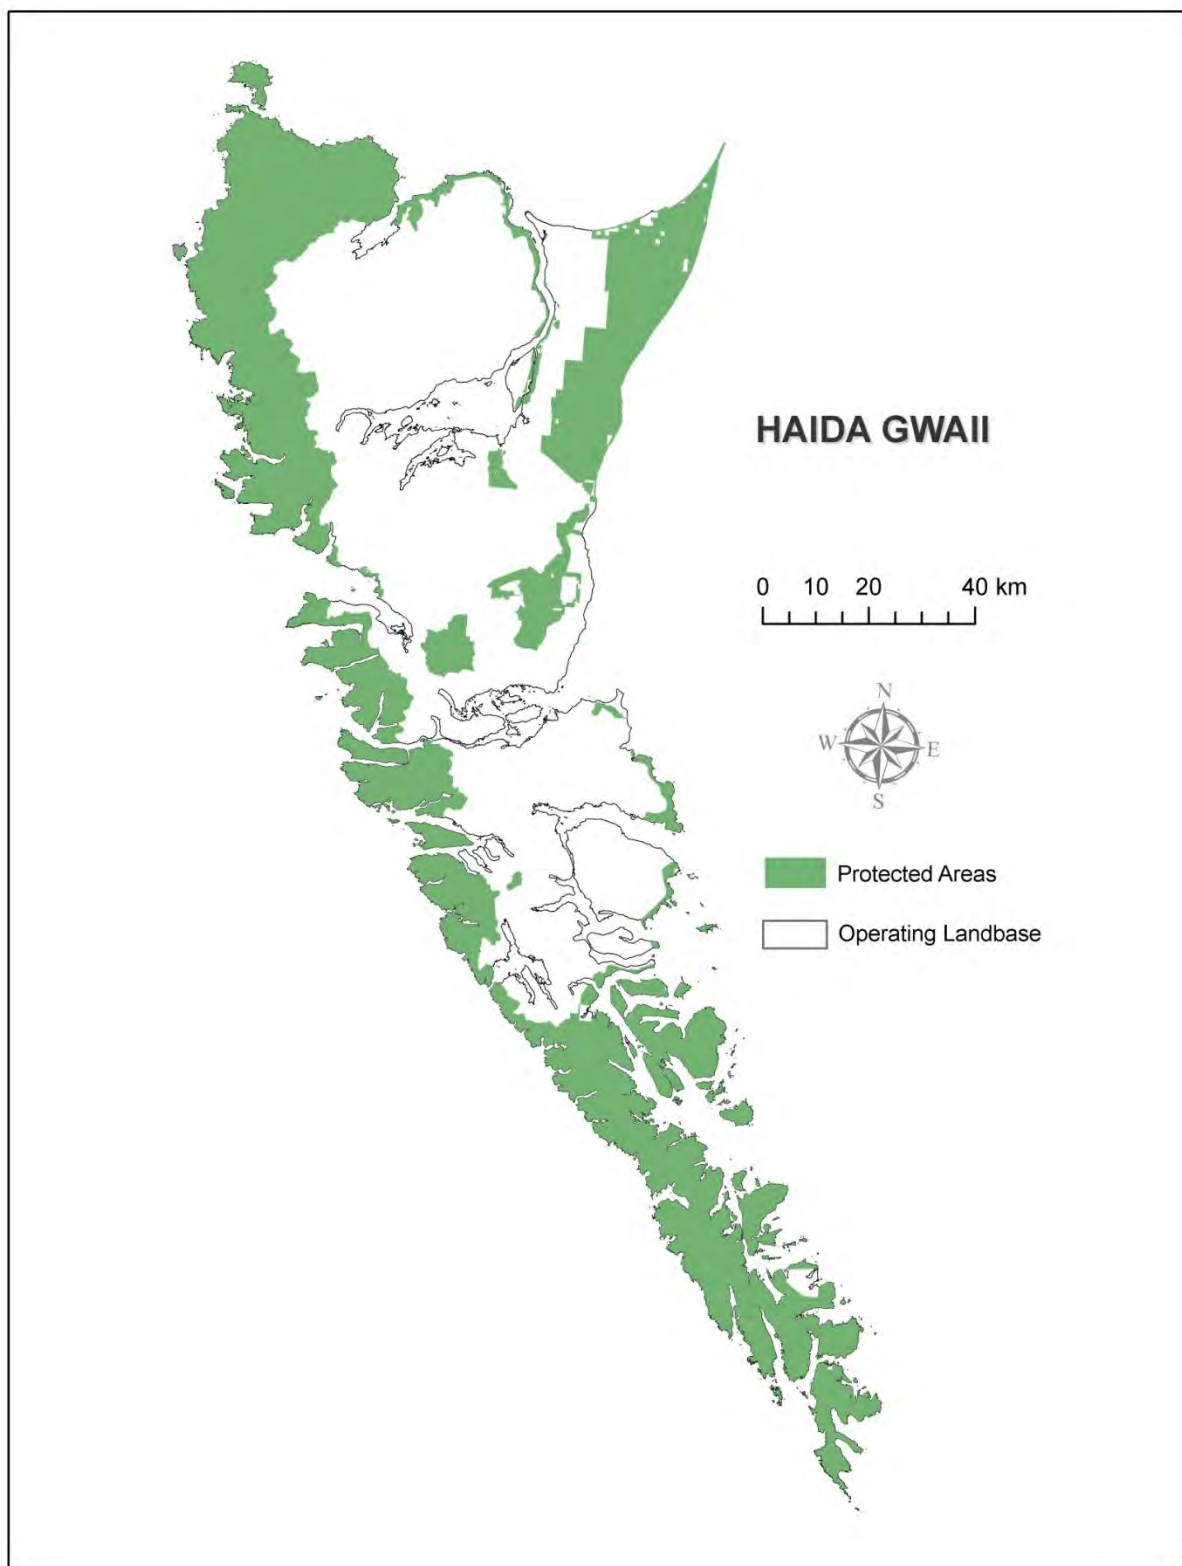 HAIDA GWAII
0 10 20 40 km
N
W E
S
Protected Areas
Operating Landbase